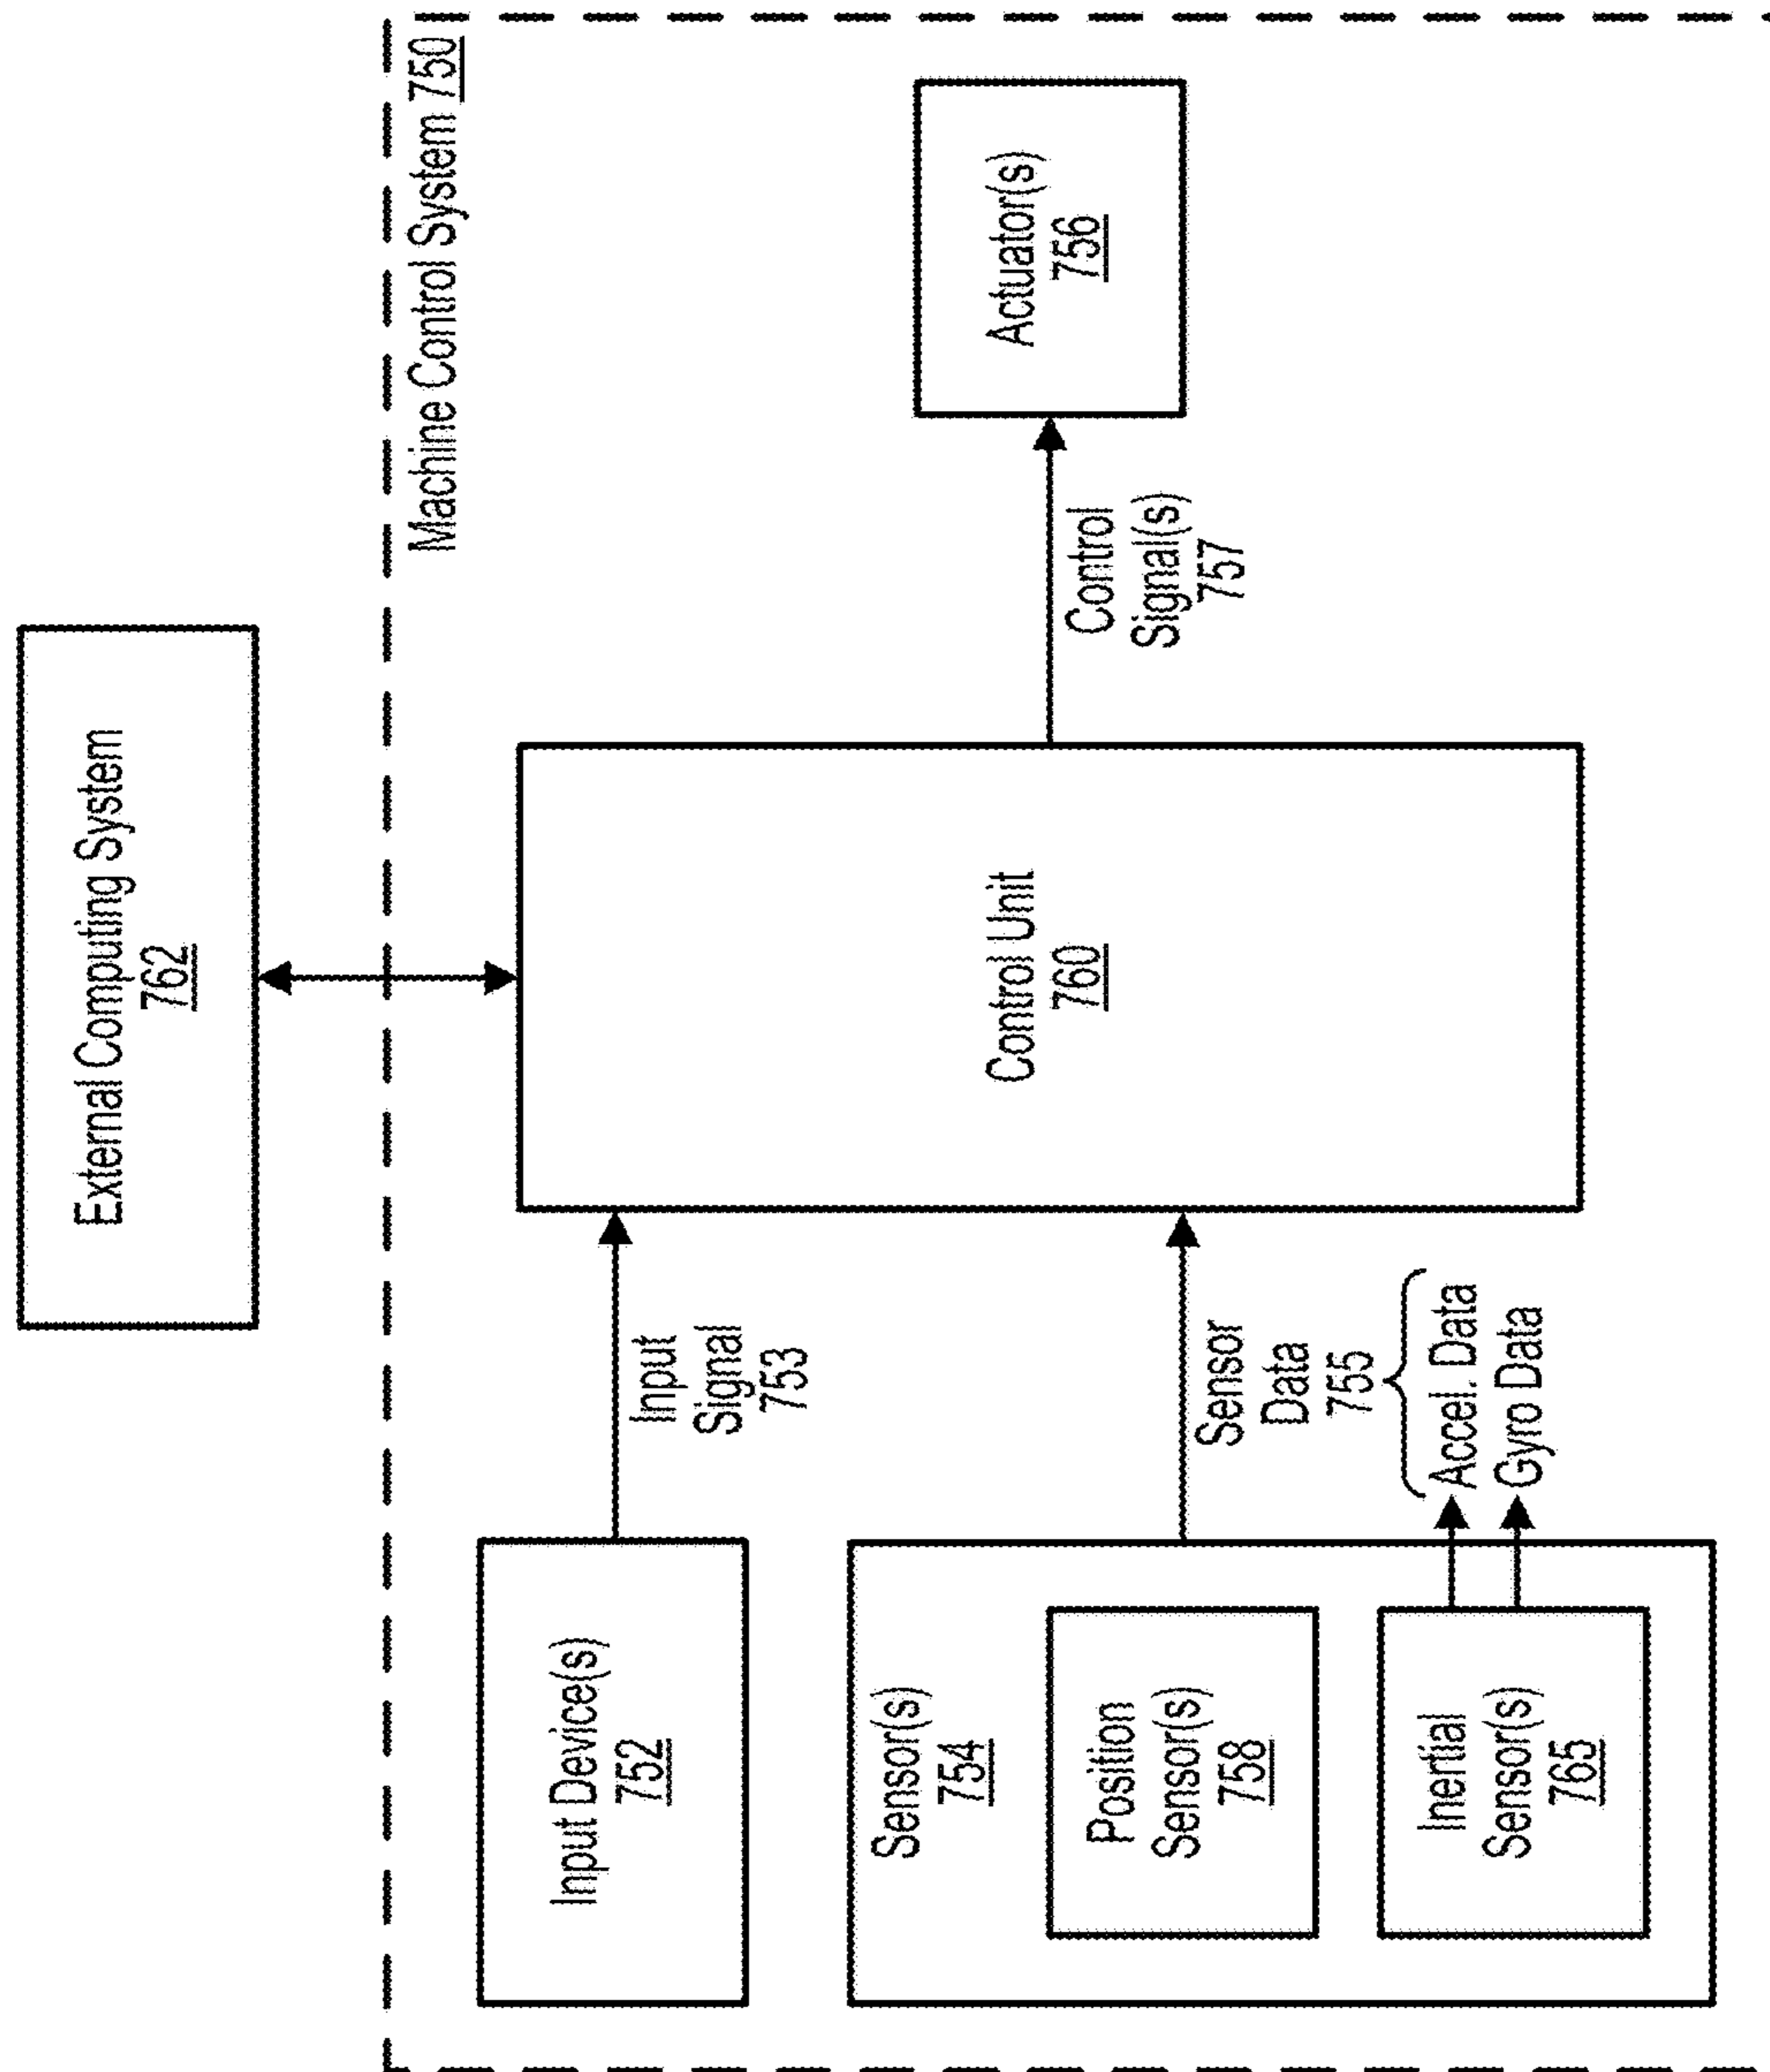 External Computing System
762
Machine Control System 750
Input Device(s)
752
Input
Signal
753
Control Unit
760
Control
Signal(s)
757
Actuator(s)
756
Sensor(s)
754
Position
Sensor(s)
758
Inertial
Sensor(s)
765
Sensor
Data
755
Accel. Data
Gyro Data